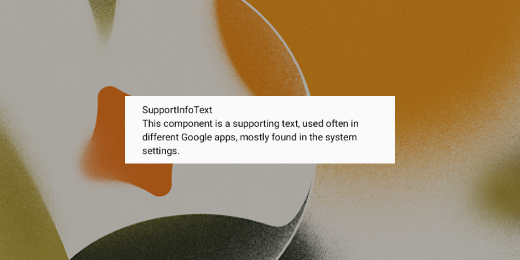 SupportInfoText
This component is a supporting text, used often in
different Google apps, mostly found in the system
settings.